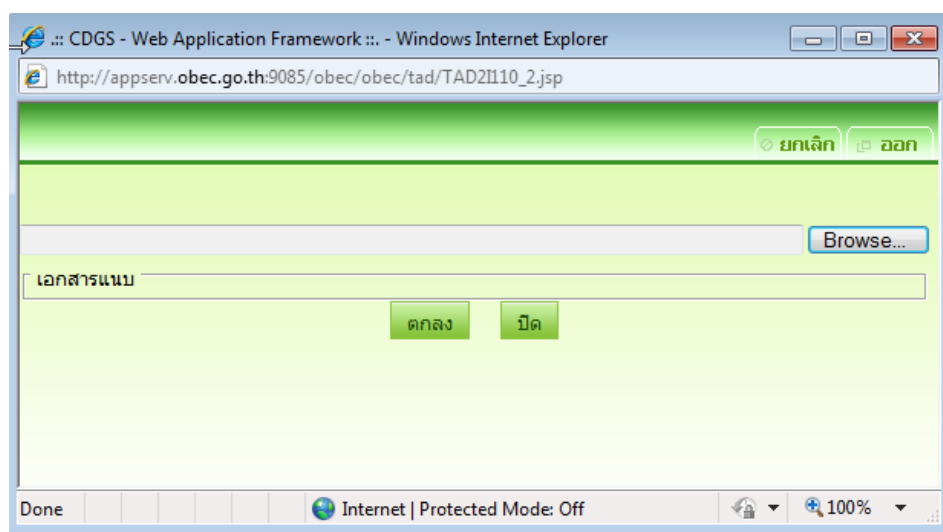 .:: CDGS - Web Application Framework ::. - Windows Internet Explorer
http://appserv.obec.go.th:9085/obec/obec/tad/TAD2I110_2.jsp
ยกเลิก ออก
Browse...
เอกสารแนบ
ตกลง ปิด
Done Internet | Protected Mode: Off 100%